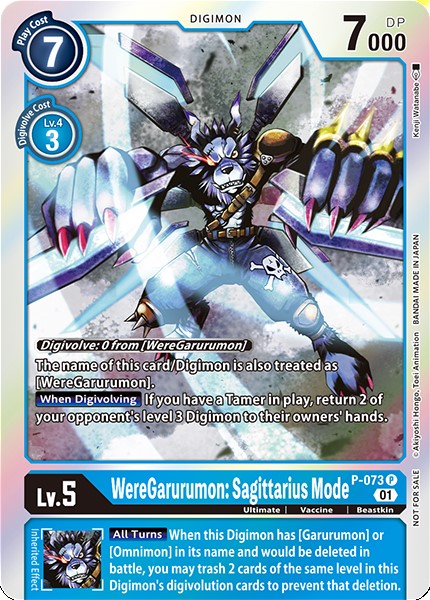 DIGIMON
Play Cost
7
7000 DP
Digivolve Cost
Lv.4
3
Kenji Watanabe
©Akiyoshi Hongo, Toei Animation BANDAI MADE IN JAPAN
NOT FOR SALE
Digivolve: 0 from [WereGarurumon]
The name of this card/Digimon is also treated as
[WereGarurumon].
When Digivolving If you have a Tamer in play, return 2 of
your opponent's level 3 Digimon to their owners' hands.
Lv.5
WereGarurumon: Sagittarius Mode
P-073 P
01
Ultimate | Vaccine | Beastkin
Inherited Effect
All Turns When this Digimon has [Garurumon] or
[Omnimon] in its name and would be deleted in
battle, you may trash 2 cards of the same level in this
Digimon's digivolution cards to prevent that deletion.